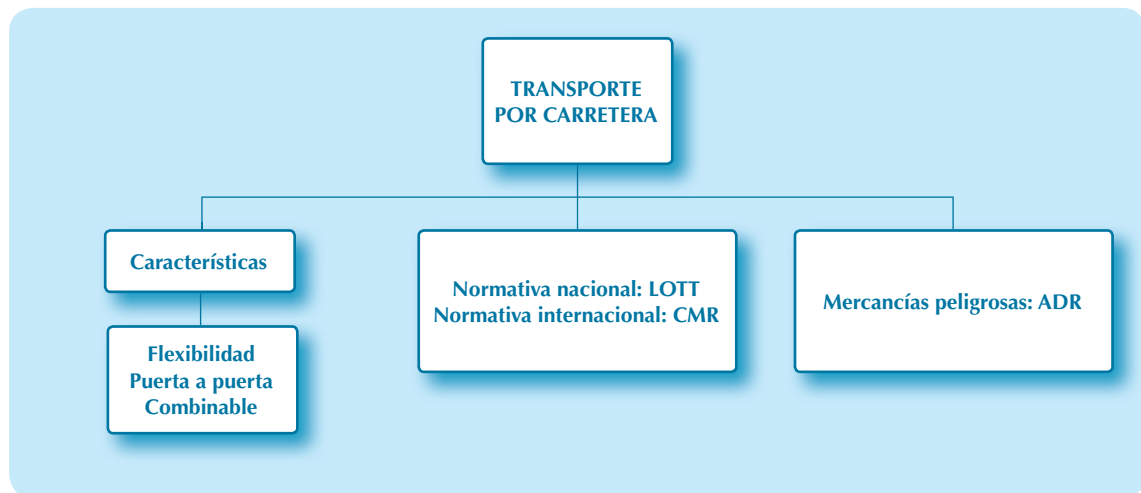 TRANSPORTE
POR CARRETERA
Características
Flexibilidad
Puerta a puerta
Combinable
Normativa nacional: LOTT
Normativa internacional: CMR
Mercancías peligrosas: ADR